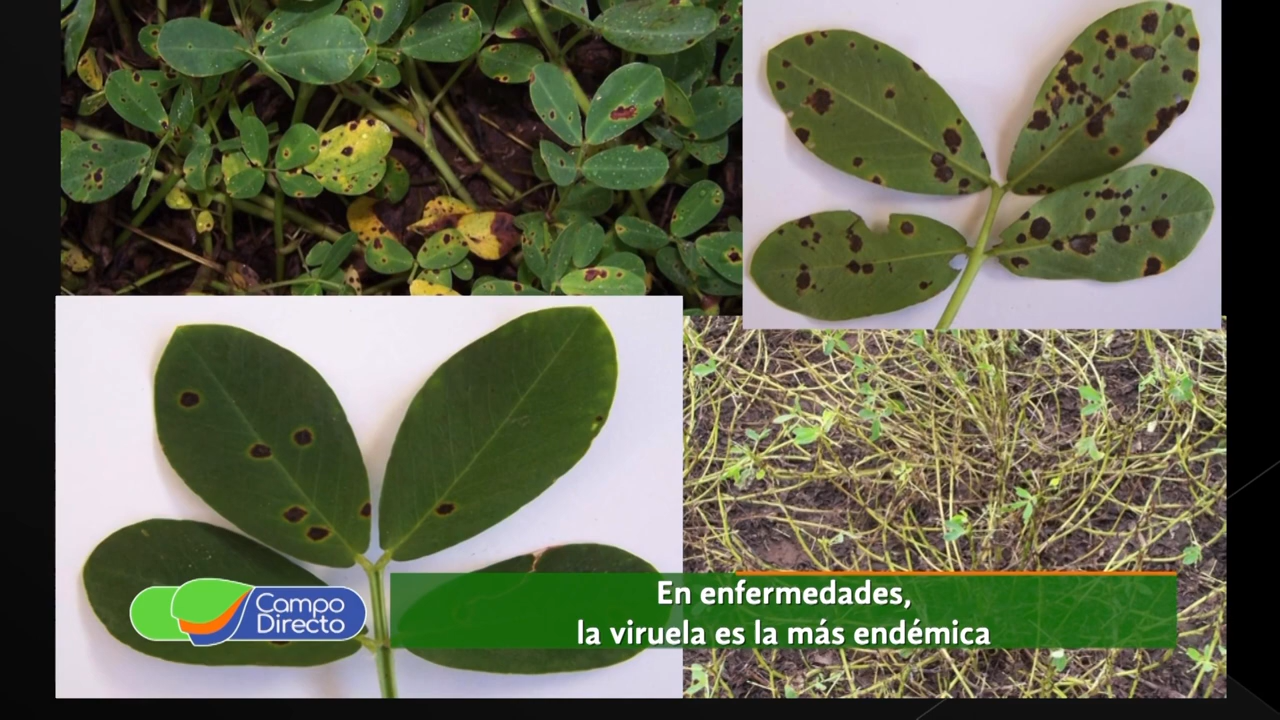 Campo
Directo
En enfermedades,
la viruela es la más endémica